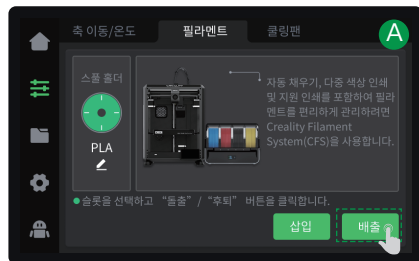 축 이동/온도 필라멘트 쿨링팬 A
스풀 홀더
PLA
자동 채우기, 다중 색상 인쇄
및 지원 인쇄를 포함하여 필라
멘트를 편리하게 관리하려면
Creality Filament
System(CFS)을 사용합니다.
●슬롯을 선택하고 “돌출” / “후퇴” 버튼을 클릭합니다.
삽입 배출